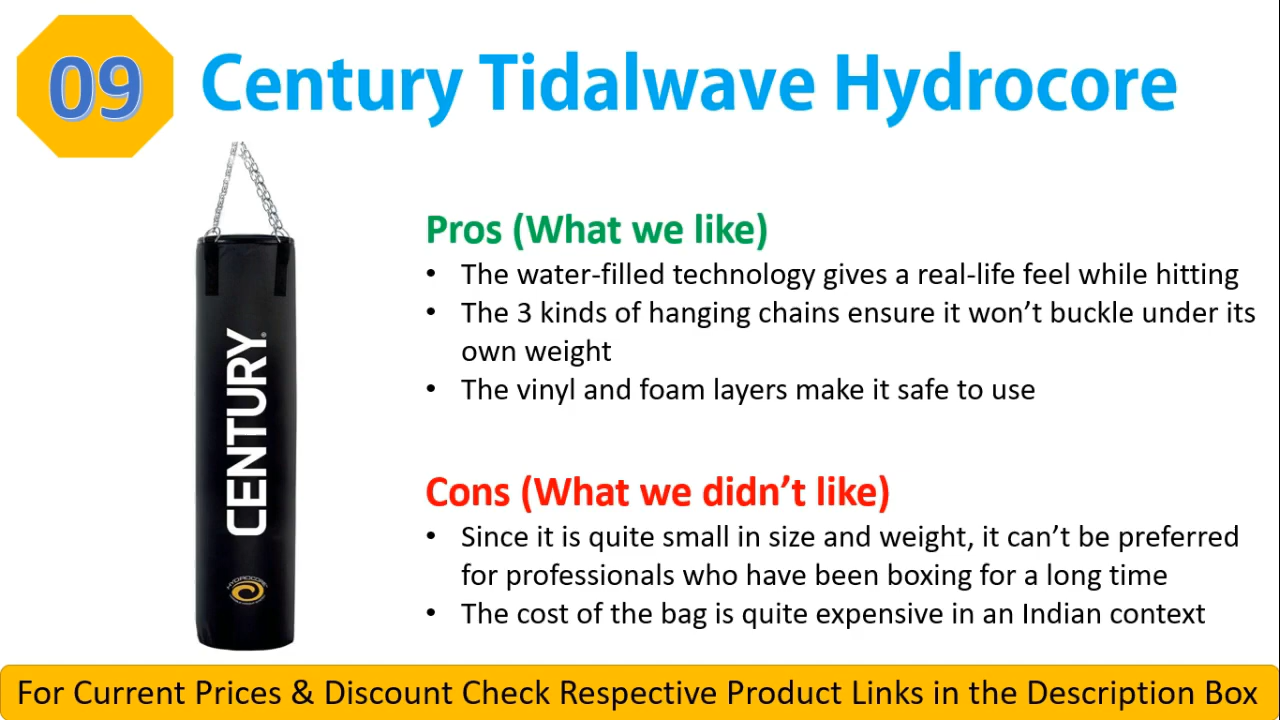 09
Century Tidalwave Hydrocore
Pros (What we like)
• The water-filled technology gives a real-life feel while hitting
• The 3 kinds of hanging chains ensure it won’t buckle under its
own weight
• The vinyl and foam layers make it safe to use
CENTURY
HYDROCORE
Cons (What we didn’t like)
• Since it is quite small in size and weight, it can’t be preferred
for professionals who have been boxing for a long time
• The cost of the bag is quite expensive in an Indian context
For Current Prices & Discount Check Respective Product Links in the Description Box